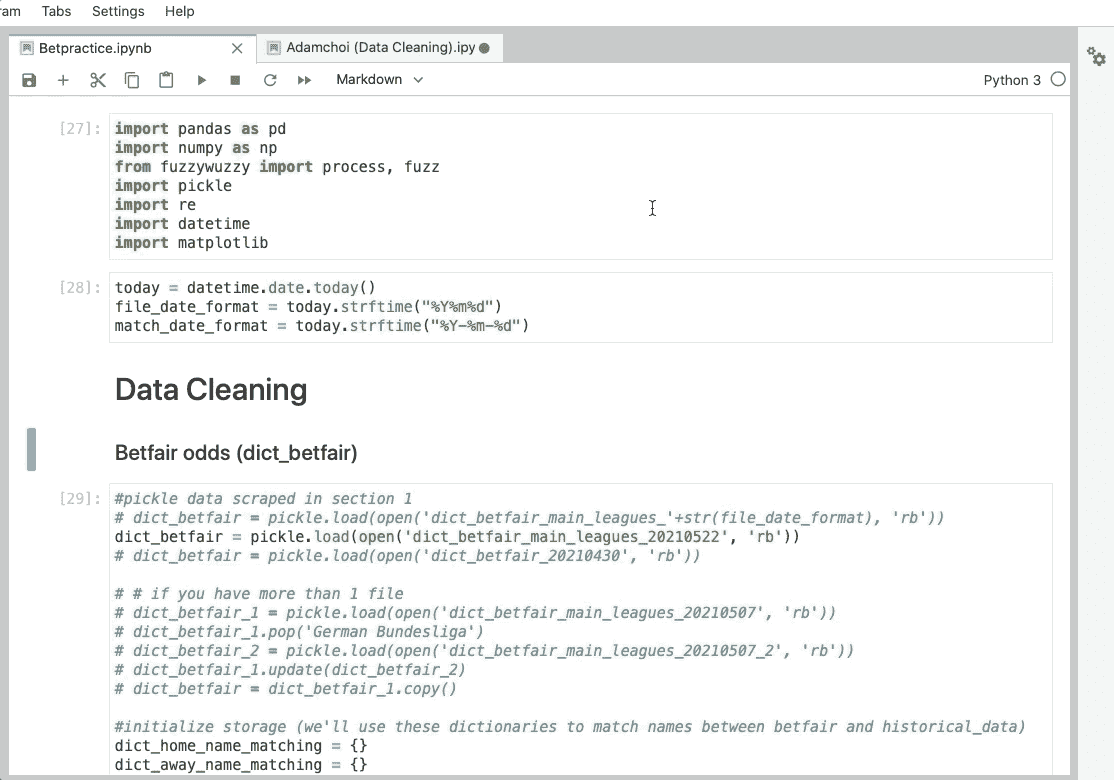 ram Tabs Settings Help
Betpractice.ipynb Adamchoi (Data Cleaning).ipy
Markdown Python 3
[27]: import pandas as pd
import numpy as np
from fuzzywuzzy import process, fuzz
import pickle
import re
import datetime
import matplotlib
[28]: today = datetime.date.today()
file_date_format = today.strftime("%Y%m%d")
match_date_format = today.strftime("%Y-%m-%d")
Data Cleaning
Betfair odds (dict_betfair)
[29]: #pickle data scraped in section 1
# dict_betfair = pickle.load(open('dict_betfair_main_leagues_'+str(file_date_format), 'rb'))
dict_betfair = pickle.load(open('dict_betfair_main_leagues_20210522', 'rb'))
# dict_betfair = pickle.load(open('dict_betfair_20210430', 'rb'))
# # if you have more than 1 file
# dict_betfair_1 = pickle.load(open('dict_betfair_main_leagues_20210507', 'rb'))
# dict_betfair_1.pop('German Bundesliga')
# dict_betfair_2 = pickle.load(open('dict_betfair_main_leagues_20210507_2', 'rb'))
# dict_betfair_1.update(dict_betfair_2)
# dict_betfair = dict_betfair_1.copy()
#initialize storage (we'll use these dictionaries to match names between betfair and historical_data)
dict_home_name_matching = {}
dict_away_name_matching = {}